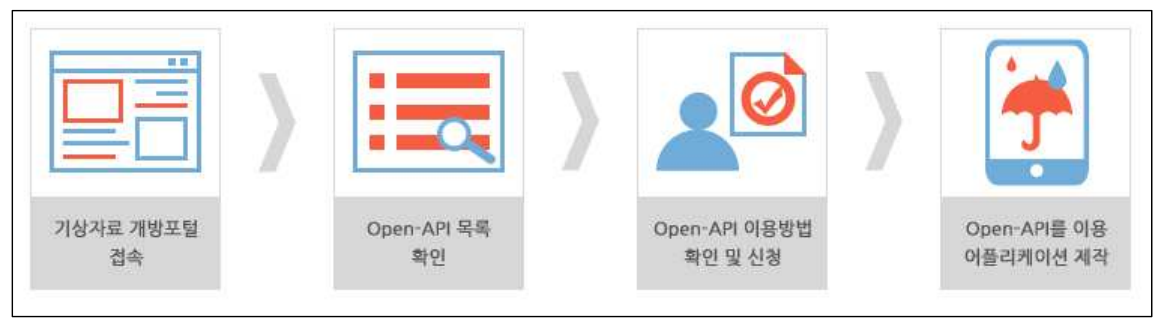 기상자료 개방포털
접속
Open-API 목록
확인
Open-API 이용방법
확인 및 신청
Open-API를 이용
어플리케이션 제작